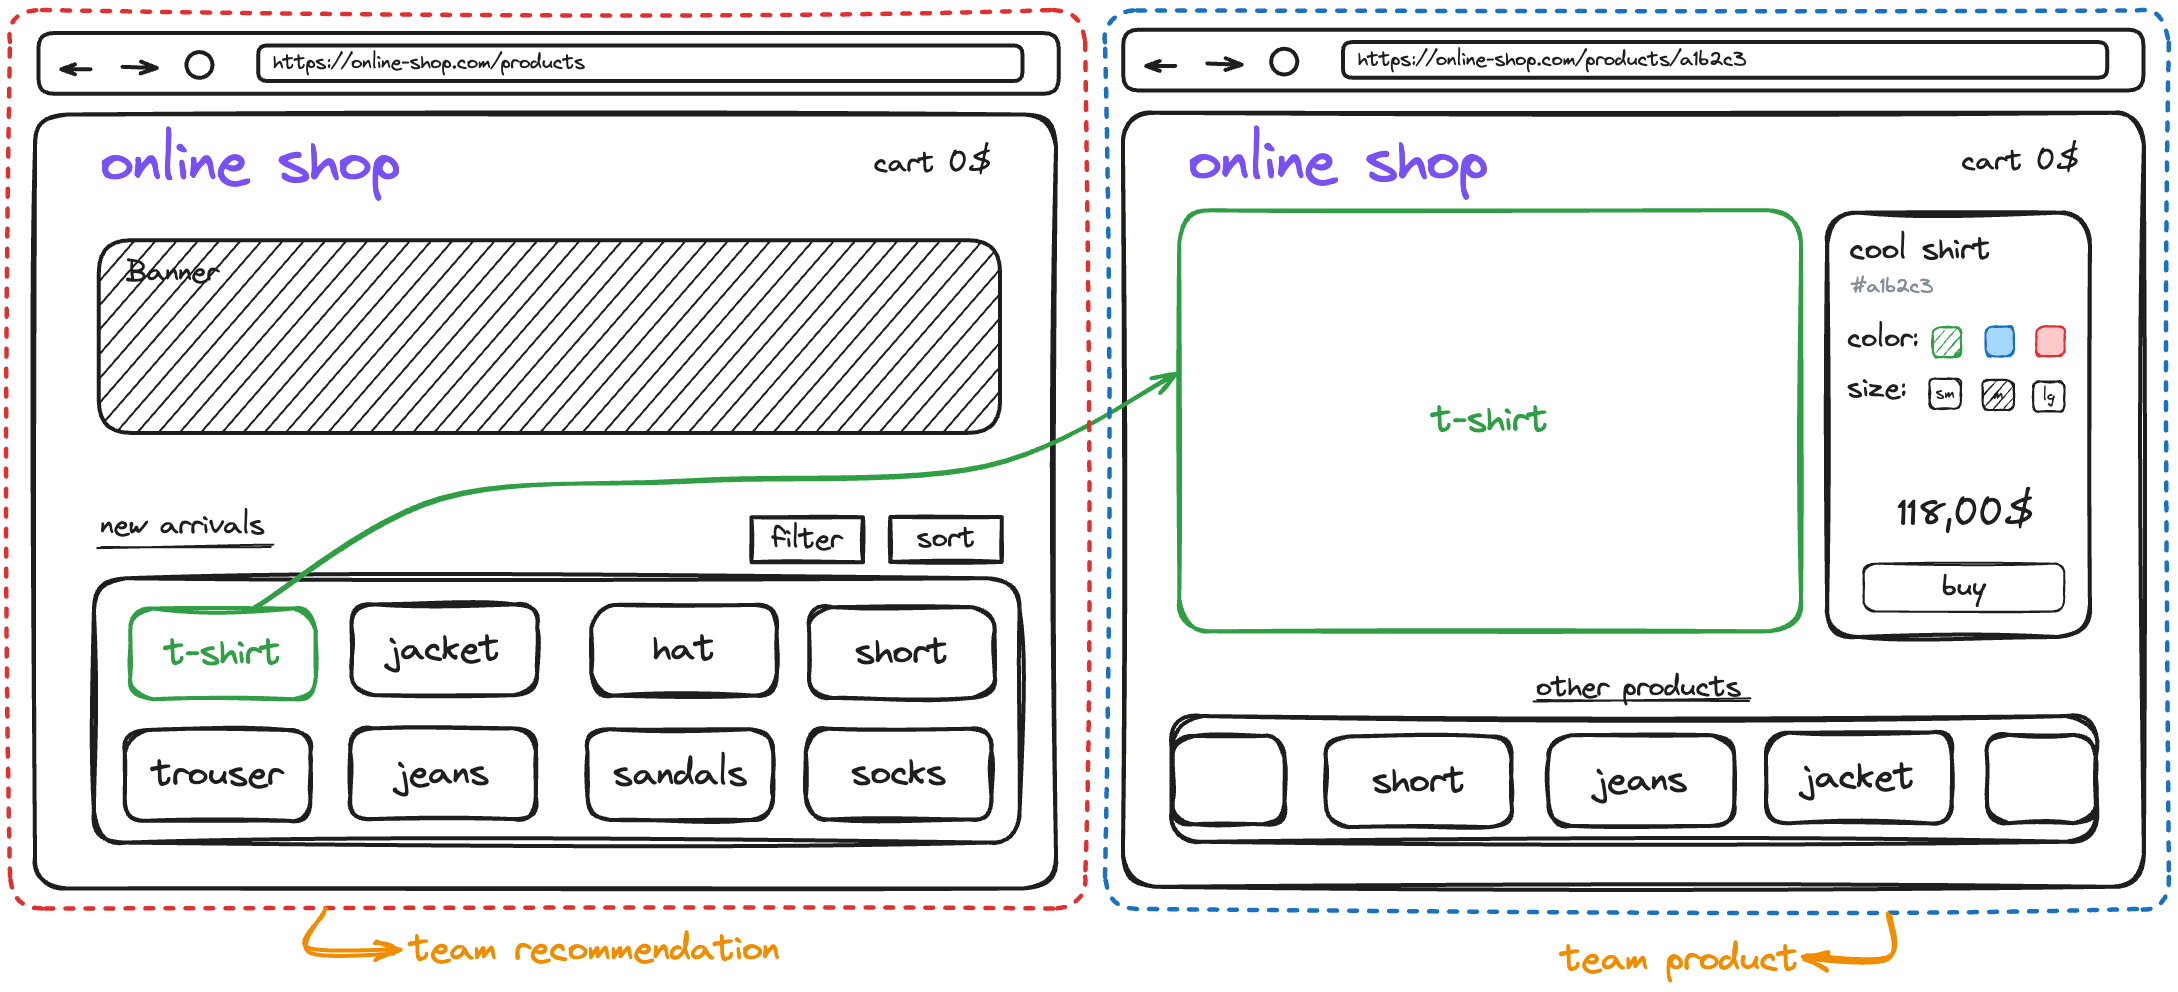 https://online-shop.com/products
online shop
cart 0$
Banner
new arrivals
filter
sort
t-shirt
jacket
hat
short
trouser
jeans
sandals
socks
team recommendation
https://online-shop.com/products/a1b2c3
online shop
cart 0$
t-shirt
cool shirt
#a1b2c3
color:
size:
sm
m
lg
118,00$
buy
other products
short
jeans
jacket
team product